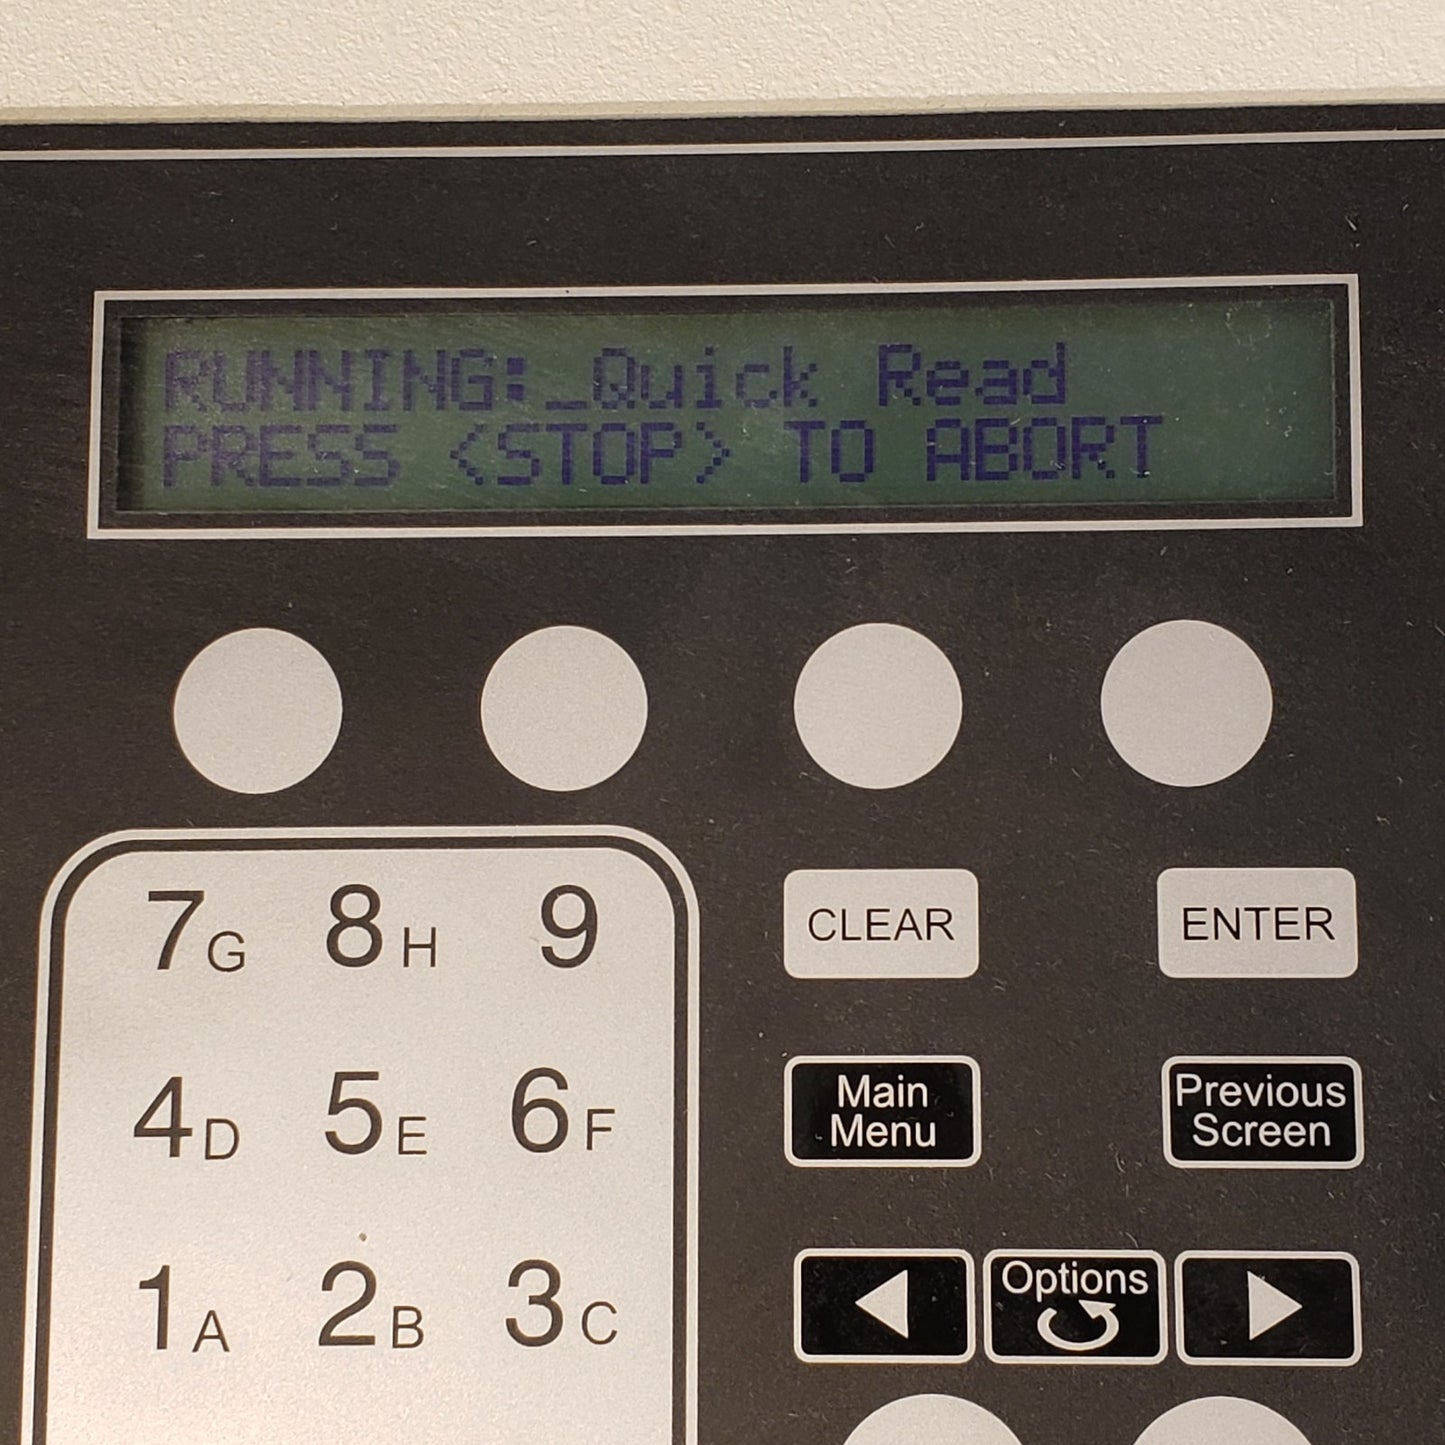 RUNNING:_Quick Read
PRESS <STOP> TO ABORT
7G 8H 9
CLEAR
ENTER
4D 5E 6F
Main
Menu
Previous
Screen
1A 2B 3C
Options